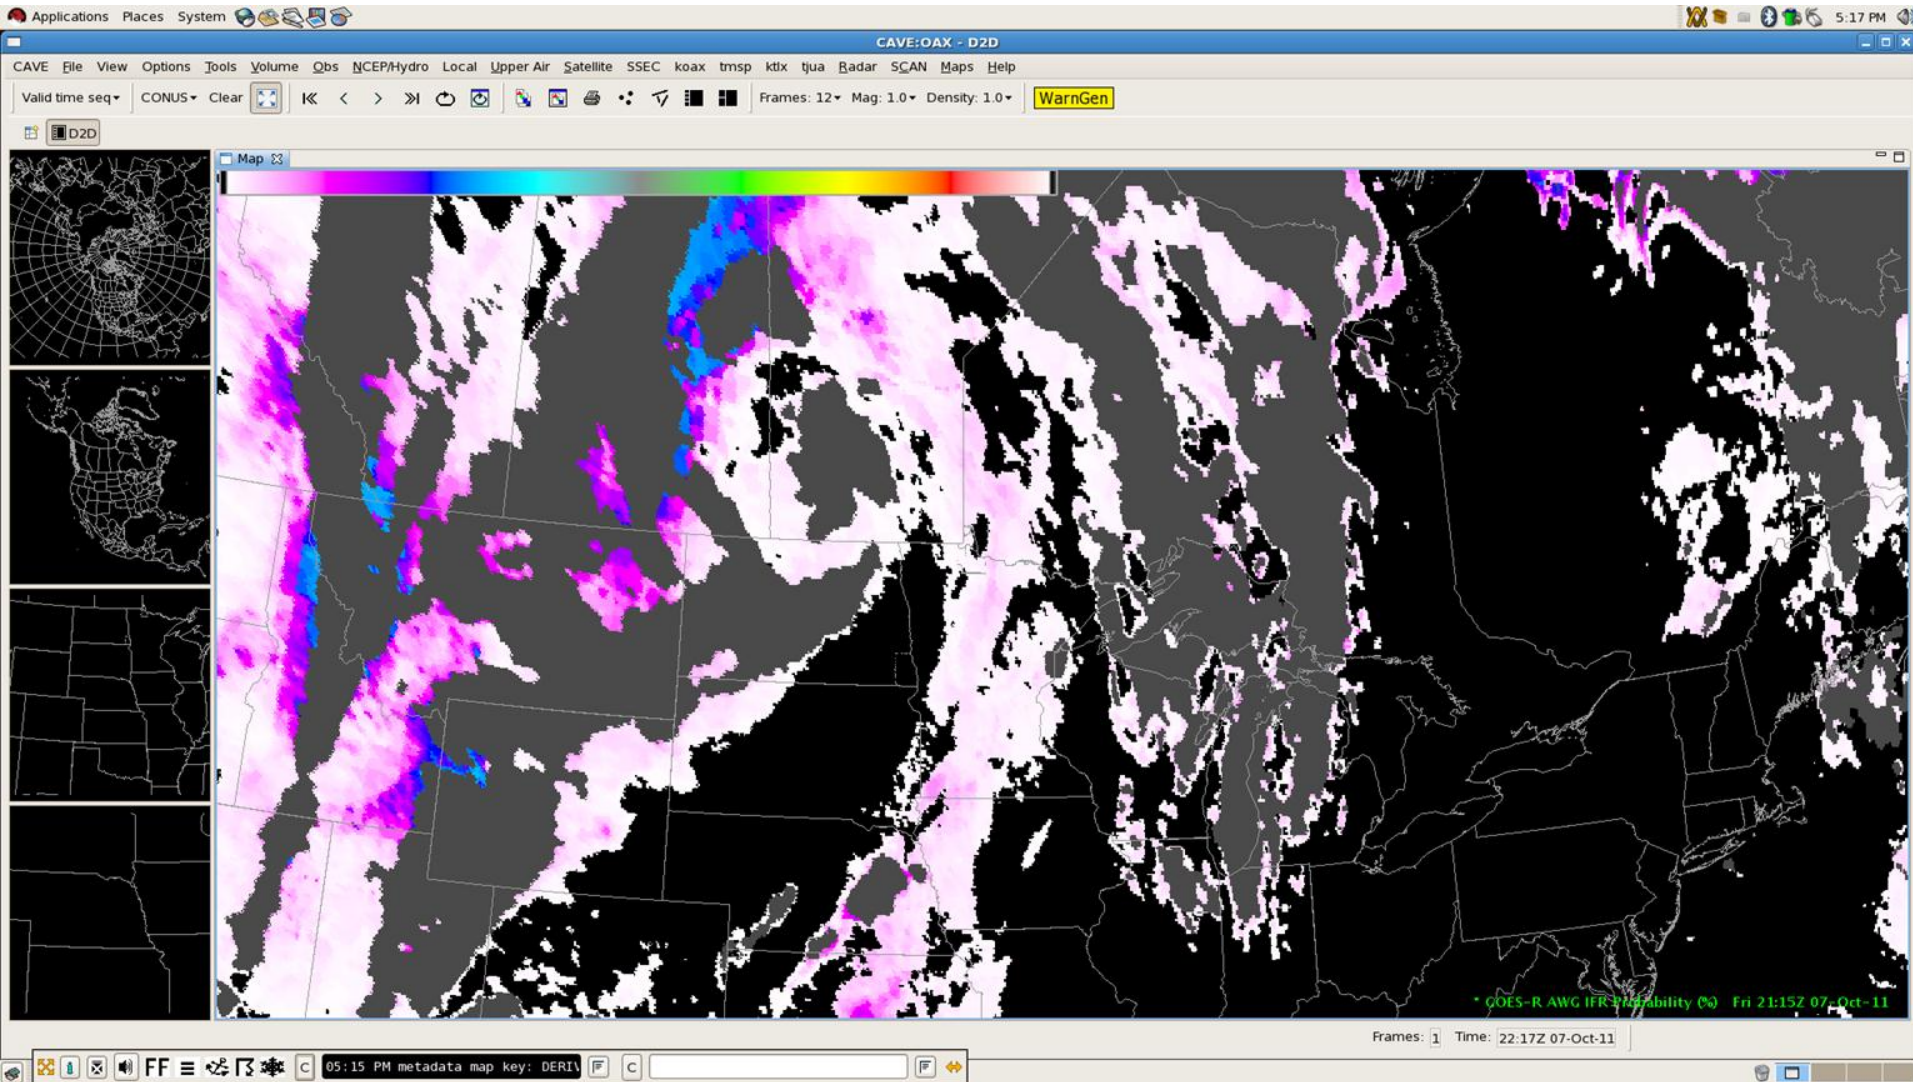 Applications Places System 5:17 PM
CAVE:OAX - D2D
CAVE File View Options Tools Volume Obs NCEP/Hydro Local Upper Air Satellite SSEC koax tmsp ktlx tjua Radar SCAN Maps Help
Valid time seq CONUS Clear Frames: 12 Mag: 1.0 Density: 1.0 WarnGen
D2D
Map
* GOES-R AWG IFR Probability (%) Fri 21:15Z 07-Oct-11
Frames: 1 Time: 22:17Z 07-Oct-11
FF C 05:15 PM metadata map key: DERIV C